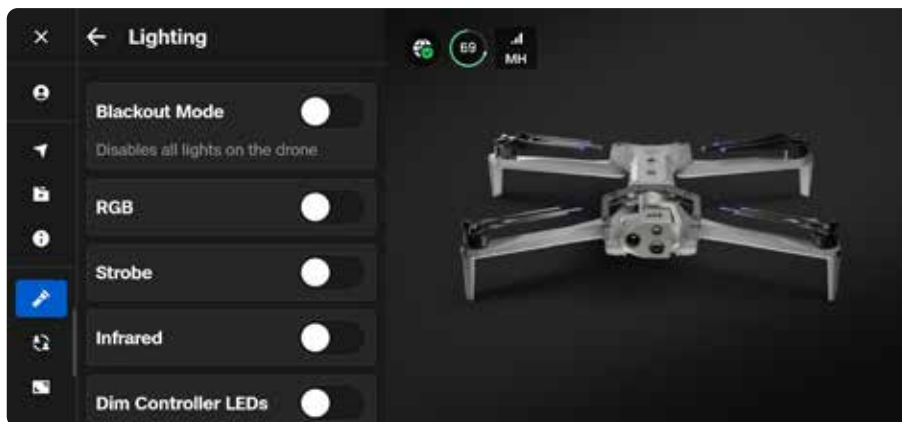 Lighting
69
MH
Blackout Mode
Disables all lights on the drone
RGB
Strobe
Infrared
Dim Controller LEDs